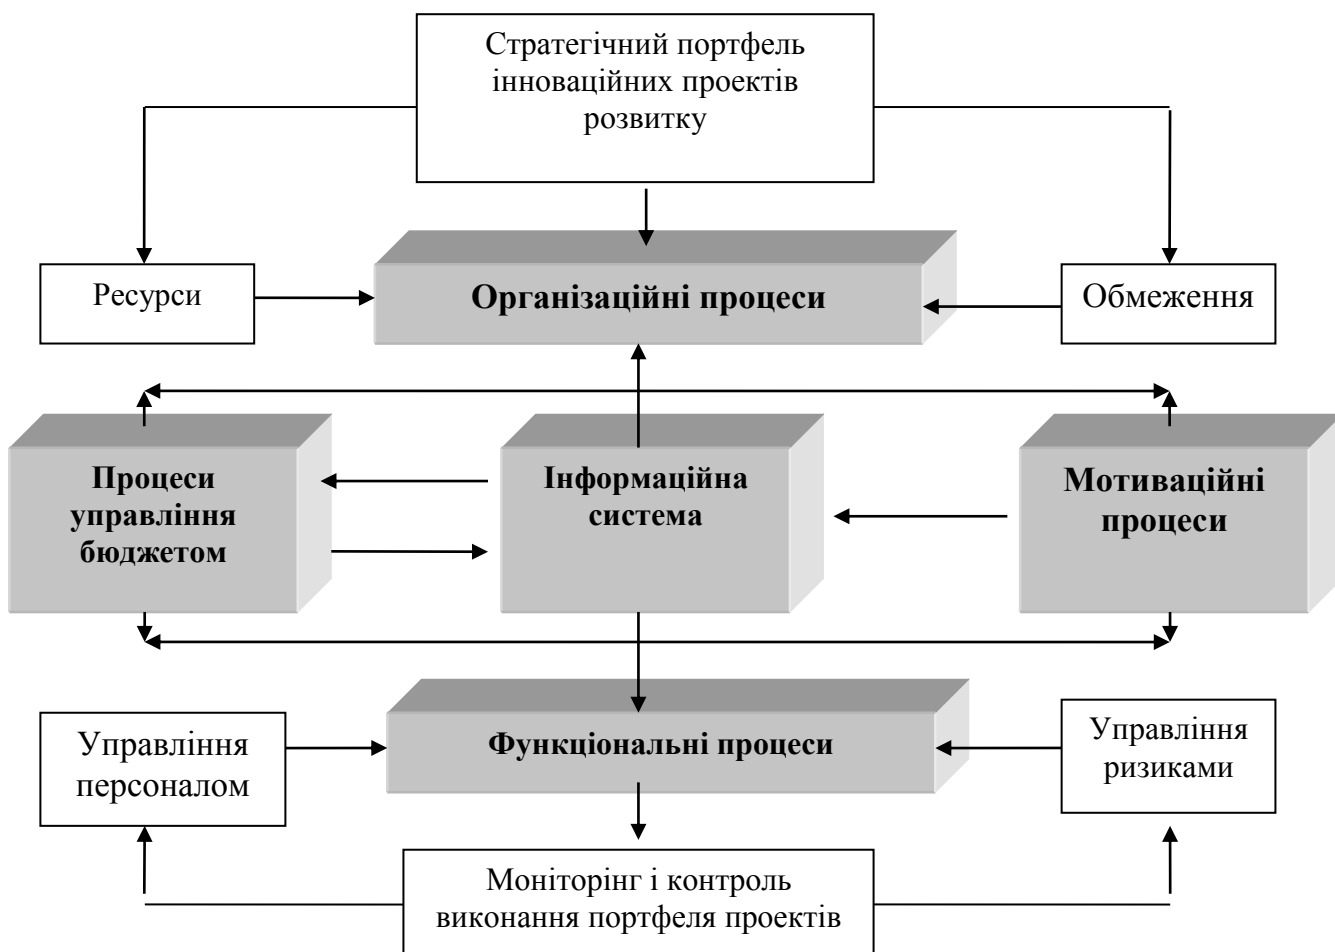 Стратегічний портфель
інноваційних проектів
розвитку
Ресурси
Організаційні процеси
Обмеження
Процеси
управління
бюджетом
Інформаційна
система
Мотиваційні
процеси
Управління
персоналом
Функціональні процеси
Управління
ризиками
Моніторінг і контроль
виконання портфеля проектів